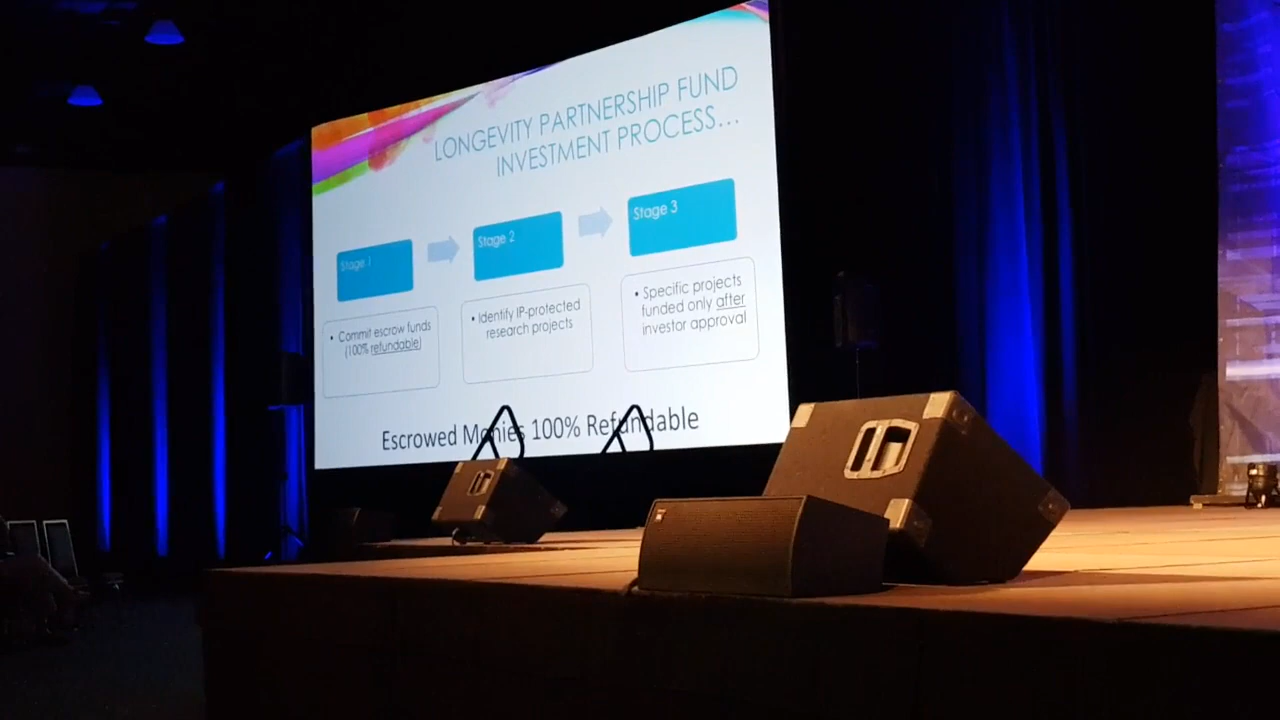 LONGEVITY PARTNERSHIP FUND
INVESTMENT PROCESS...
Stage 1
Stage 2
Stage 3
• Commit escrow funds
(100% refundable)
• Identify IP-protected
research projects
• Specific projects
funded only after
investor approval
Escrowed Monies 100% Refundable